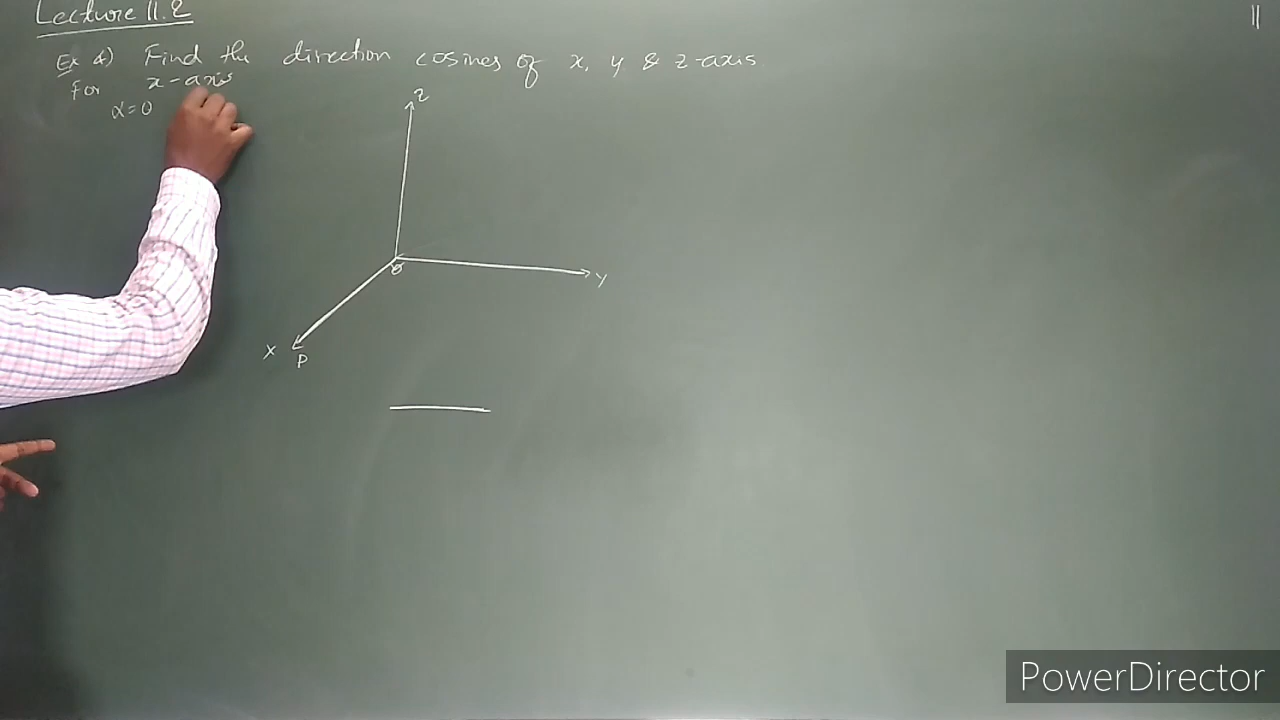 Lecture 11.2
||
Ex 4) Find the direction cosines of x, y & z-axis
For x-axis
α=0
Z
O
Y
X
P
PowerDirector